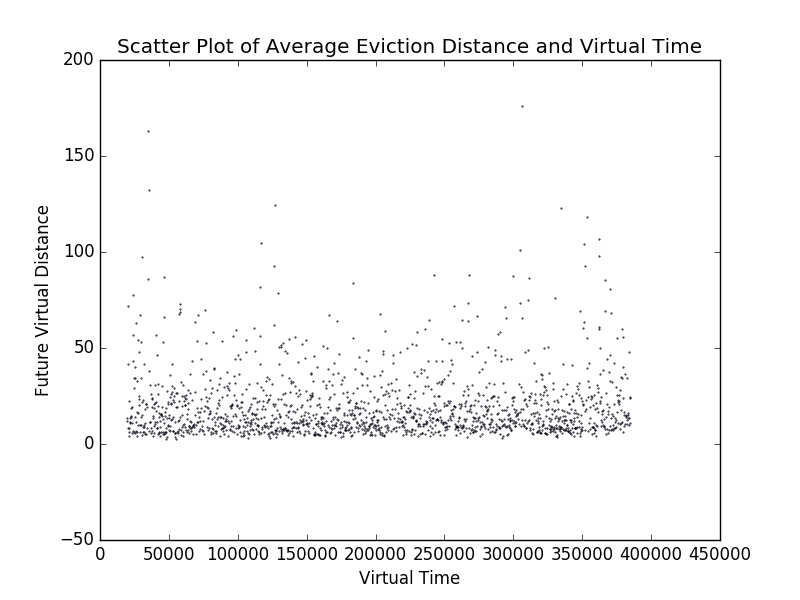 Scatter Plot of Average Eviction Distance and Virtual Time
200
150
100
50
0
−50
Future Virtual Distance
0 50000 100000 150000 200000 250000 300000 350000 400000 450000
Virtual Time